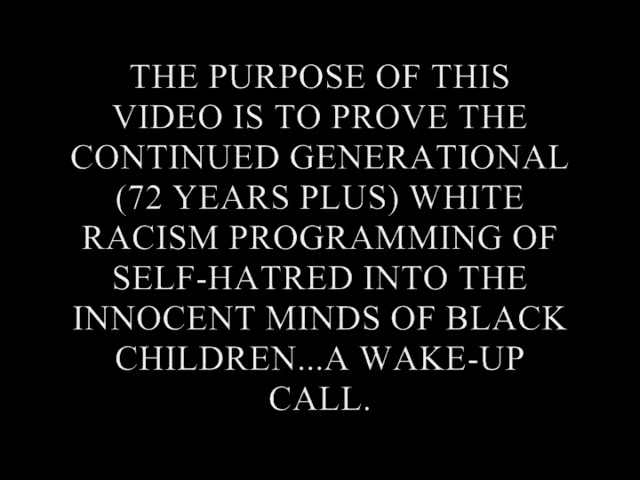 THE PURPOSE OF THIS
VIDEO IS TO PROVE THE
CONTINUED GENERATIONAL
(72 YEARS PLUS) WHITE
RACISM PROGRAMMING OF
SELF-HATRED INTO THE
INNOCENT MINDS OF BLACK
CHILDREN...A WAKE-UP
CALL.